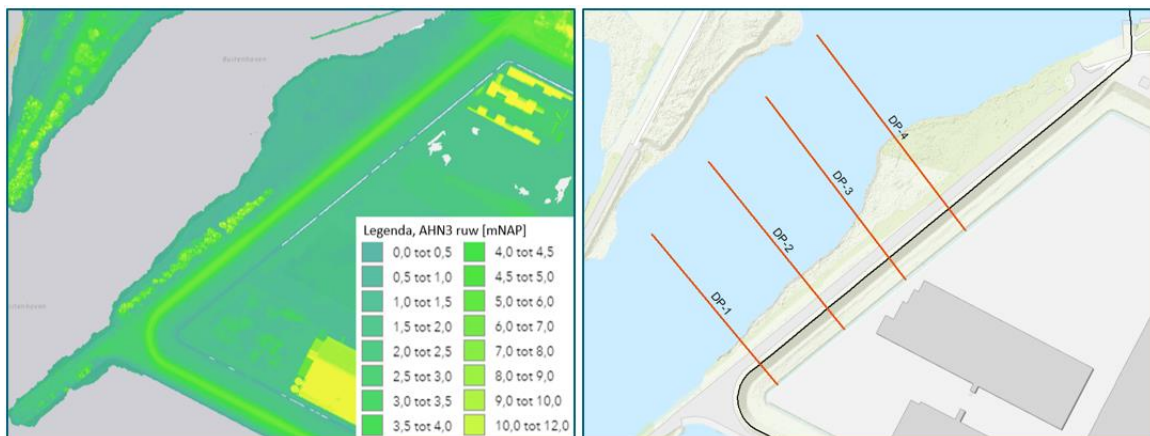 Buitenhaven
Legenda, AHN3 ruw [mNAP]
0,0 tot 0,5
0,5 tot 1,0
1,0 tot 1,5
1,5 tot 2,0
2,0 tot 2,5
2,5 tot 3,0
3,0 tot 3,5
3,5 tot 4,0
4,0 tot 4,5
4,5 tot 5,0
5,0 tot 6,0
6,0 tot 7,0
7,0 tot 8,0
8,0 tot 9,0
9,0 tot 10,0
10,0 tot 12,0
DP-1
DP-2
DP-3
DP-4